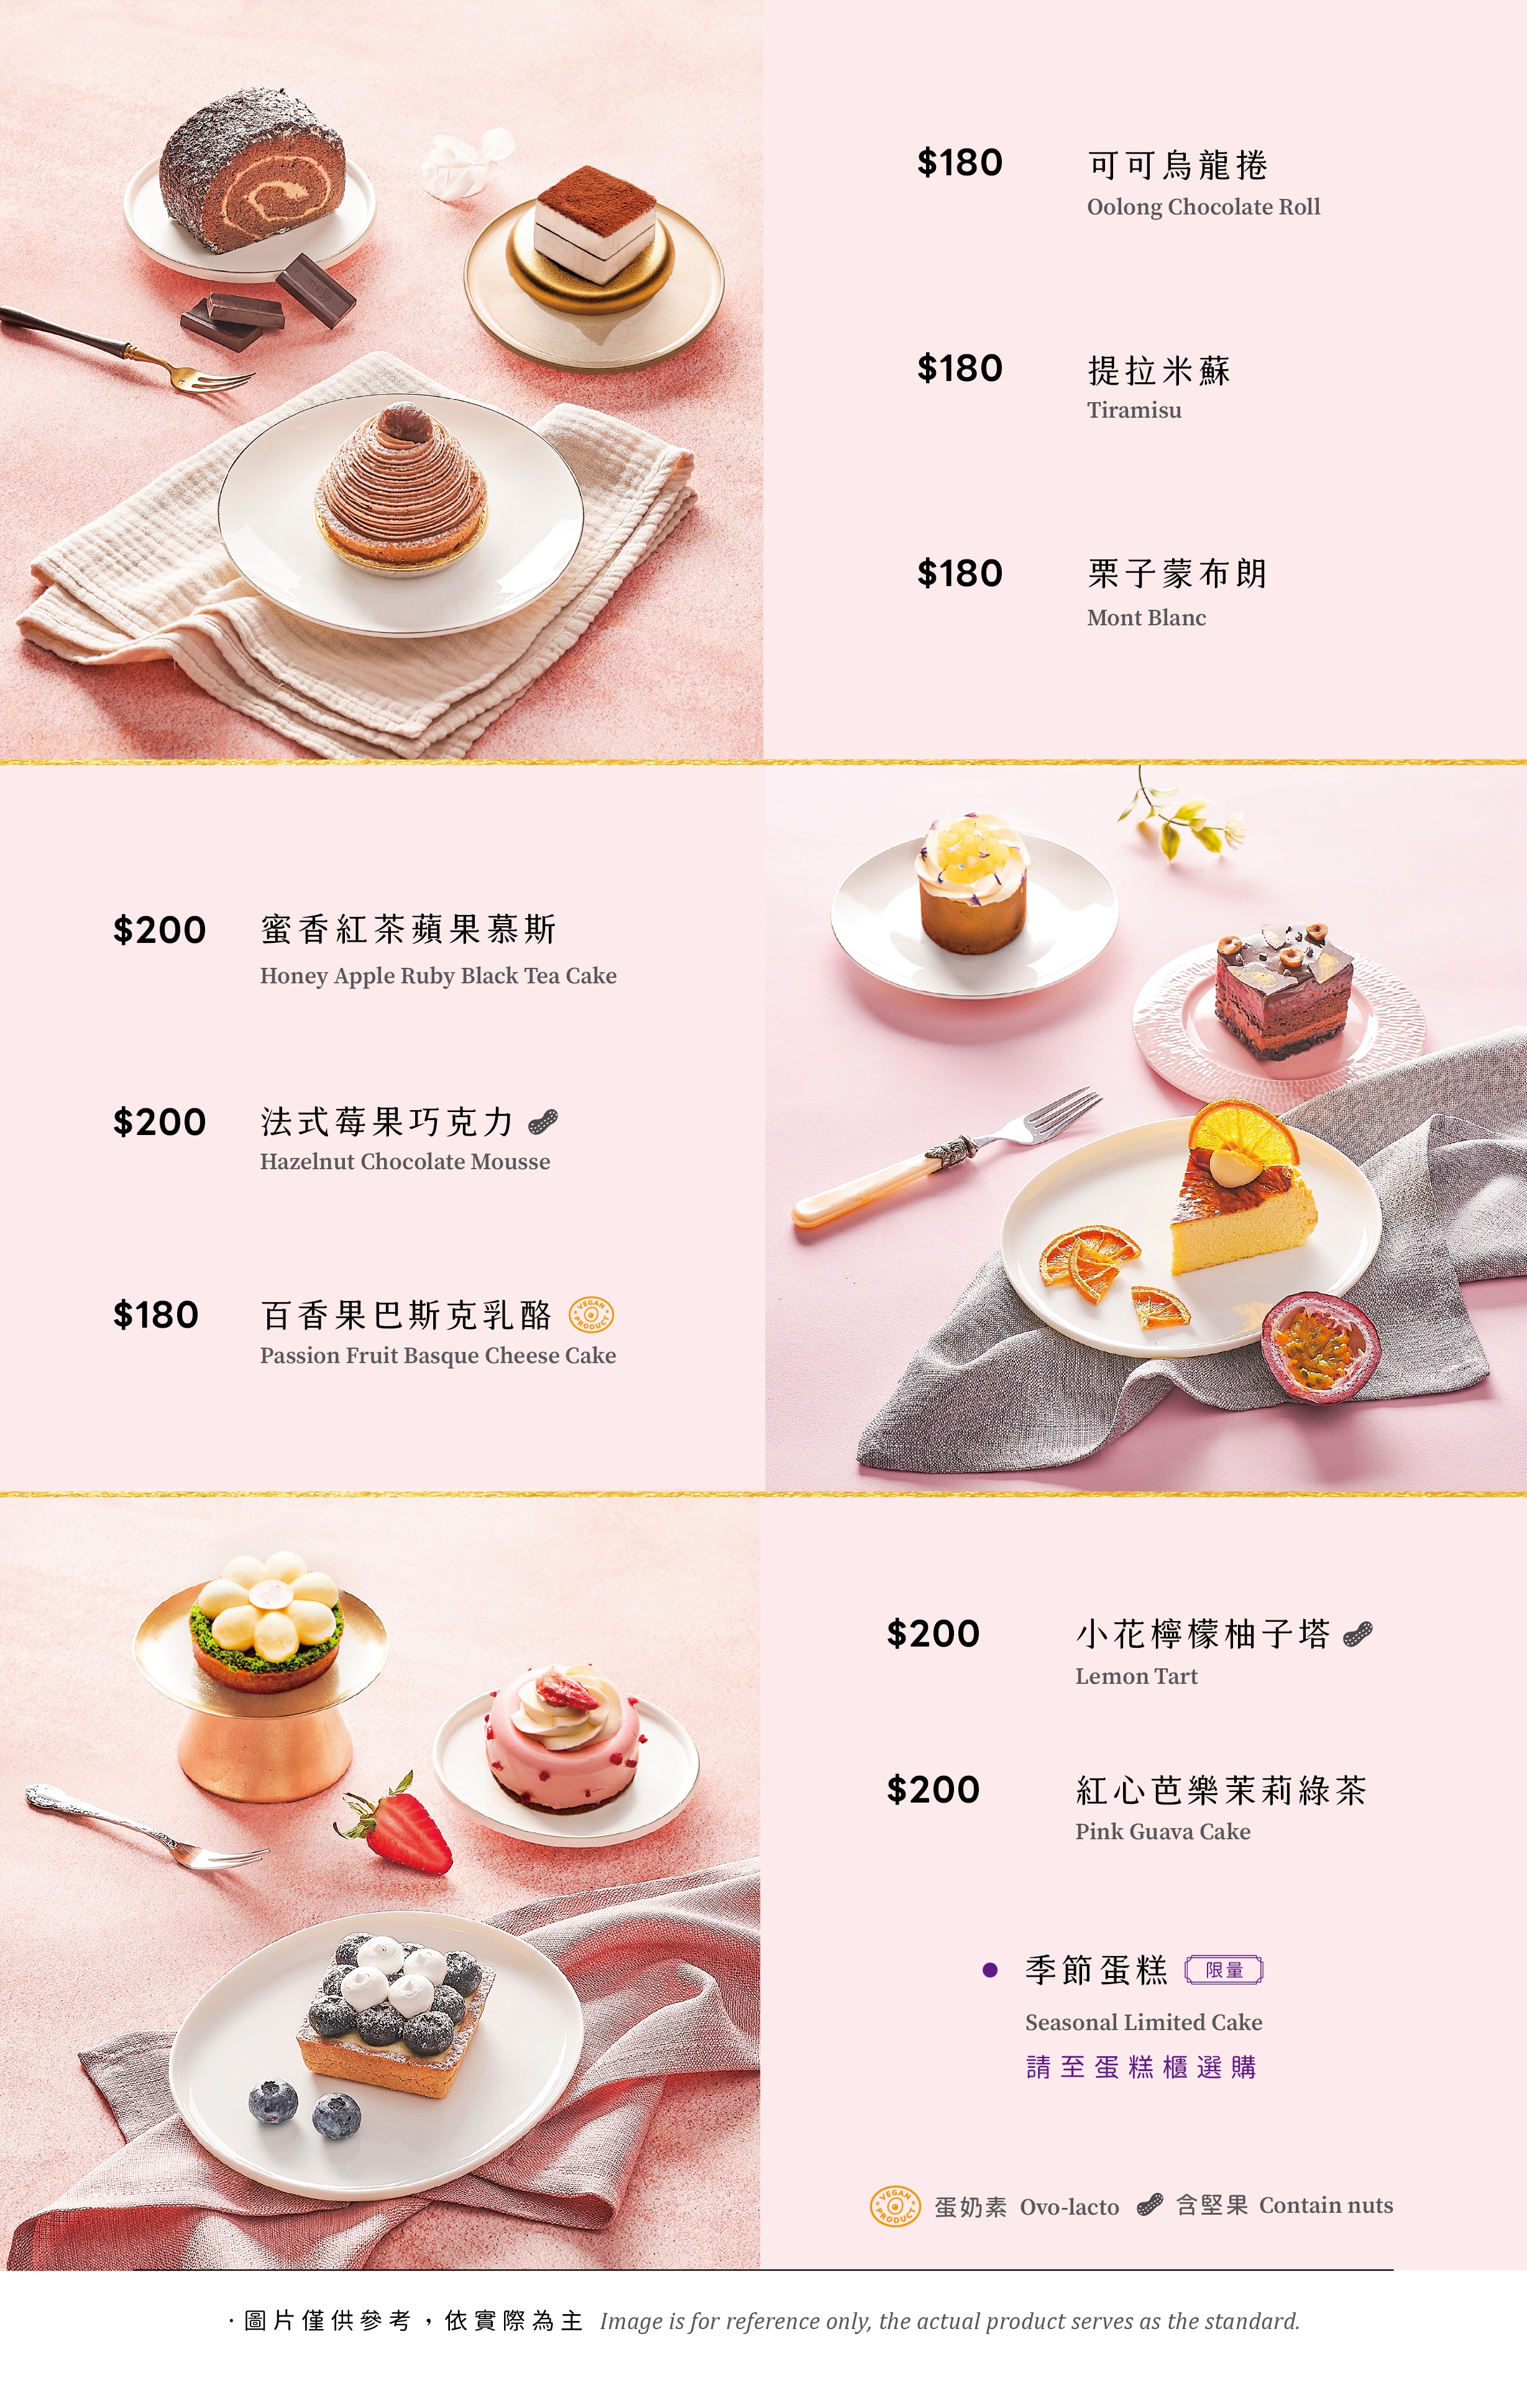 $180 可可烏龍捲
Oolong Chocolate Roll
$180 提拉米蘇
Tiramisu
$180 栗子蒙布朗
Mont Blanc
$200 蜜香紅茶蘋果慕斯
Honey Apple Ruby Black Tea Cake
$200 法式莓果巧克力
Hazelnut Chocolate Mousse
$180 百香果巴斯克乳酪 VEGAN PRODUCT
Passion Fruit Basque Cheese Cake
$200 小花檸檬柚子塔
Lemon Tart
$200 紅心芭樂茉莉綠茶
Pink Guava Cake
季節蛋糕 限量
Seasonal Limited Cake
請至蛋糕櫃選購
VEGAN PRODUCT 蛋奶素 Ovo-lacto 含堅果 Contain nuts
·圖片僅供參考，依實際為主 Image is for reference only, the actual product serves as the standard.